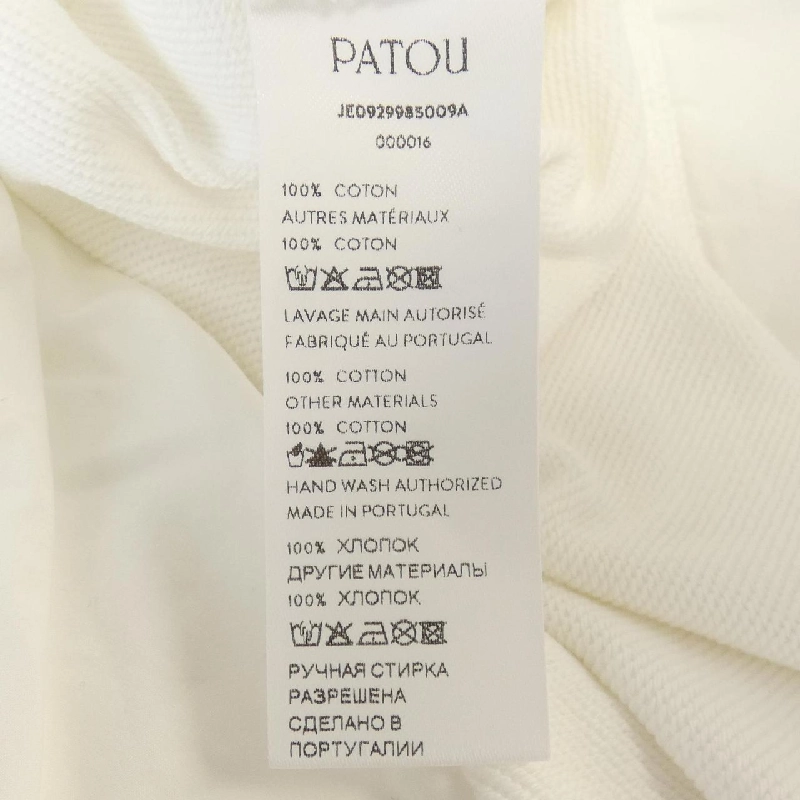 PATOU
JE0929985009A
000016
100% COTON
AUTRES MATÉRIAUX
100% COTON
LAVAGE MAIN AUTORISÉ
FABRIQUÉ AU PORTUGAL
100% COTTON
OTHER MATERIALS
100% COTTON
HAND WASH AUTHORIZED
MADE IN PORTUGAL
100% ХЛОПОК
ДРУГИЕ МАТЕРИАЛЫ
100% ХЛОПОК
РУЧНАЯ СТИРКА
РАЗРЕШЕНА
СДЕЛАНО В
ПОРТУГАЛИИ